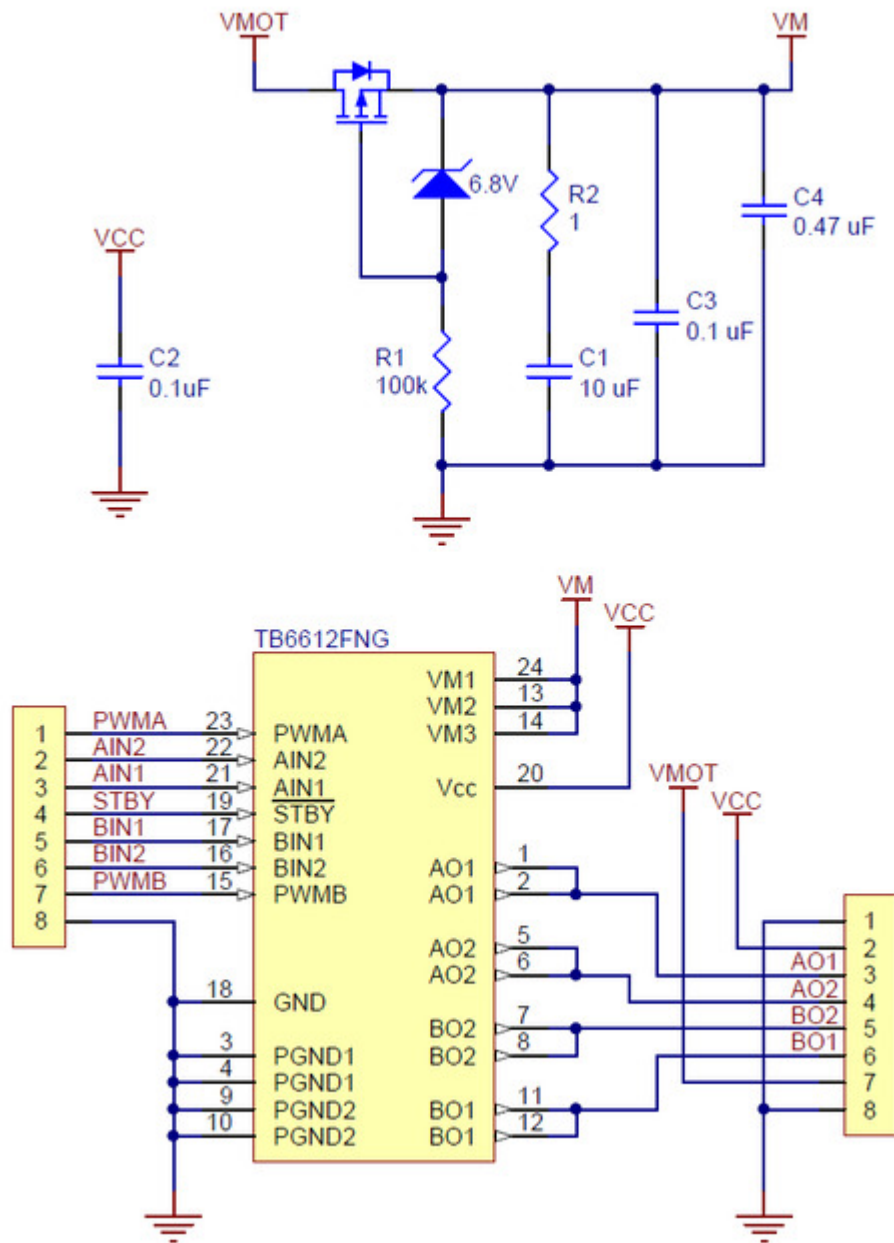 VMOT
VM
6.8V
R2
1
C4
0.47 uF
VCC
C2
0.1uF
R1
100k
C1
10 uF
C3
0.1 uF
TB6612FNG
VM
VCC
1 PWMA 23 PWMA
2 AIN2 22 AIN2
3 AIN1 21 AIN1
4 STBY 19 STBY
5 BIN1 17 BIN1
6 BIN2 16 BIN2
7 PWMB 15 PWMB
8
18 GND
3 PGND1
4 PGND1
9 PGND2
10 PGND2
VM1 24
VM2 13
VM3 14
Vcc 20
AO1 1
AO1 2
AO2 5
AO2 6
BO2 7
BO2 8
BO1 11
BO1 12
VMOT
VCC
1
2
AO1 3
AO2 4
BO2 5
BO1 6
7
8